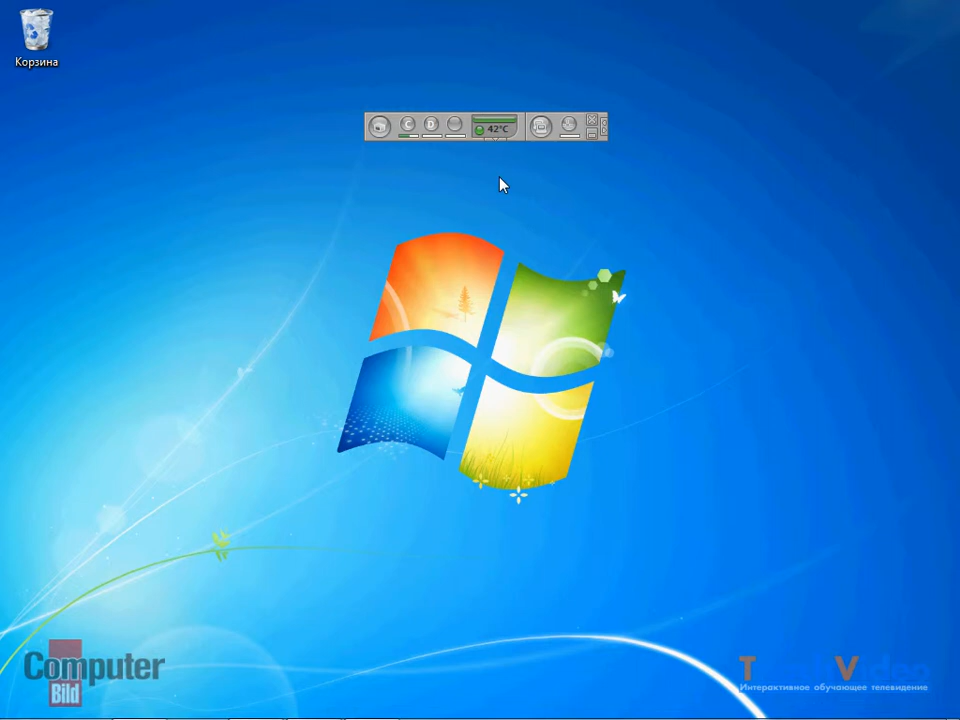 Корзина
C D 42°C
Computer
Bild
Интерактивное обучающее телевидение